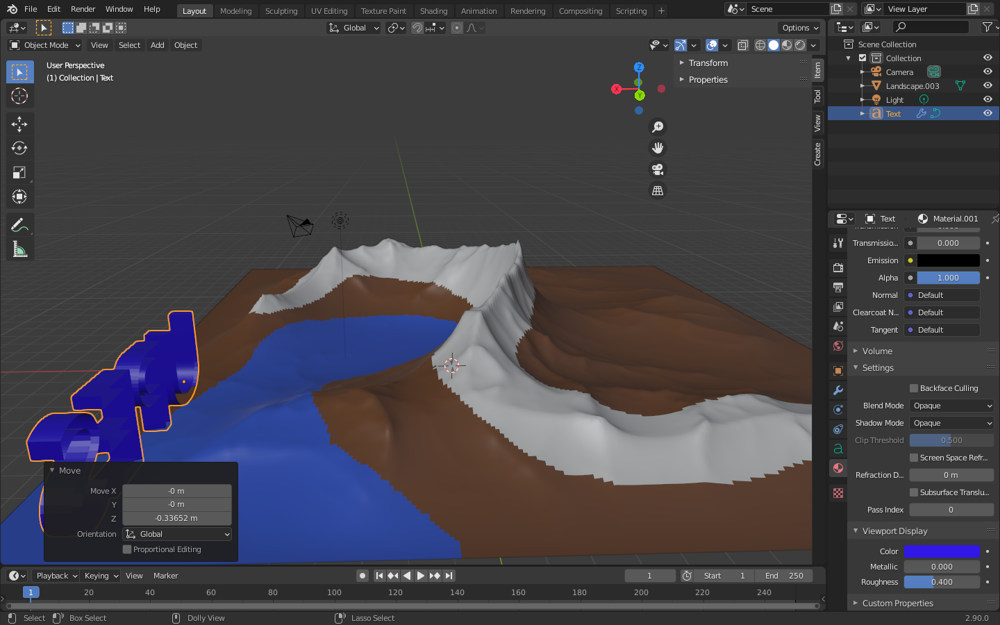 File Edit Render Window Help
Layout Modeling Sculpting UV Editing Texture Paint Shading Animation Rendering Compositing Scripting +
Scene
View Layer
Global
Options
Object Mode View Select Add Object
User Perspective
(1) Collection | Text
Z
X
Y
Transform
Properties
Item
Tool
View
Create
Scene Collection
Collection
Camera
Landscape.003
Light
Text
Text
Material.001
Transmissio... 0.000
Emission
Alpha 1.000
Normal Default
Clearcoat N... Default
Tangent Default
Volume
Settings
Backface Culling
Blend Mode Opaque
Shadow Mode Opaque
Clip Threshold 0.500
Screen Space Refr...
Refraction D... 0 m
Subsurface Translu...
Pass Index 0
Viewport Display
Color
Metallic 0.000
Roughness 0.400
Custom Properties
Move
Move X -0 m
Y -0 m
Z -0.33652 m
Orientation Global
Proportional Editing
Playback Keying View Marker
1
Start 1
End 250
1 20 40 60 80 100 120 140 160 180 200 220 240
Select Box Select Dolly View Lasso Select
2.90.0